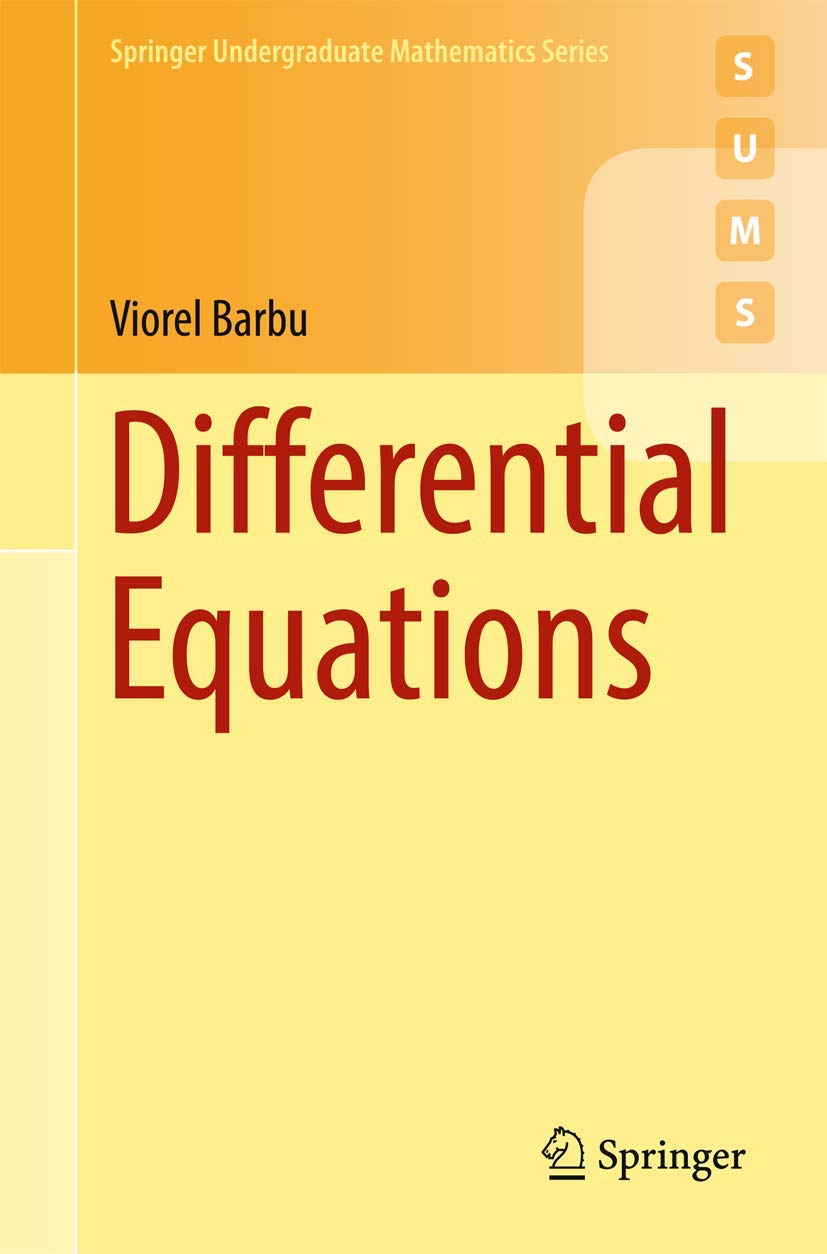 Springer Undergraduate Mathematics Series
S
U
M
S
Viorel Barbu
Differential
Equations
Springer